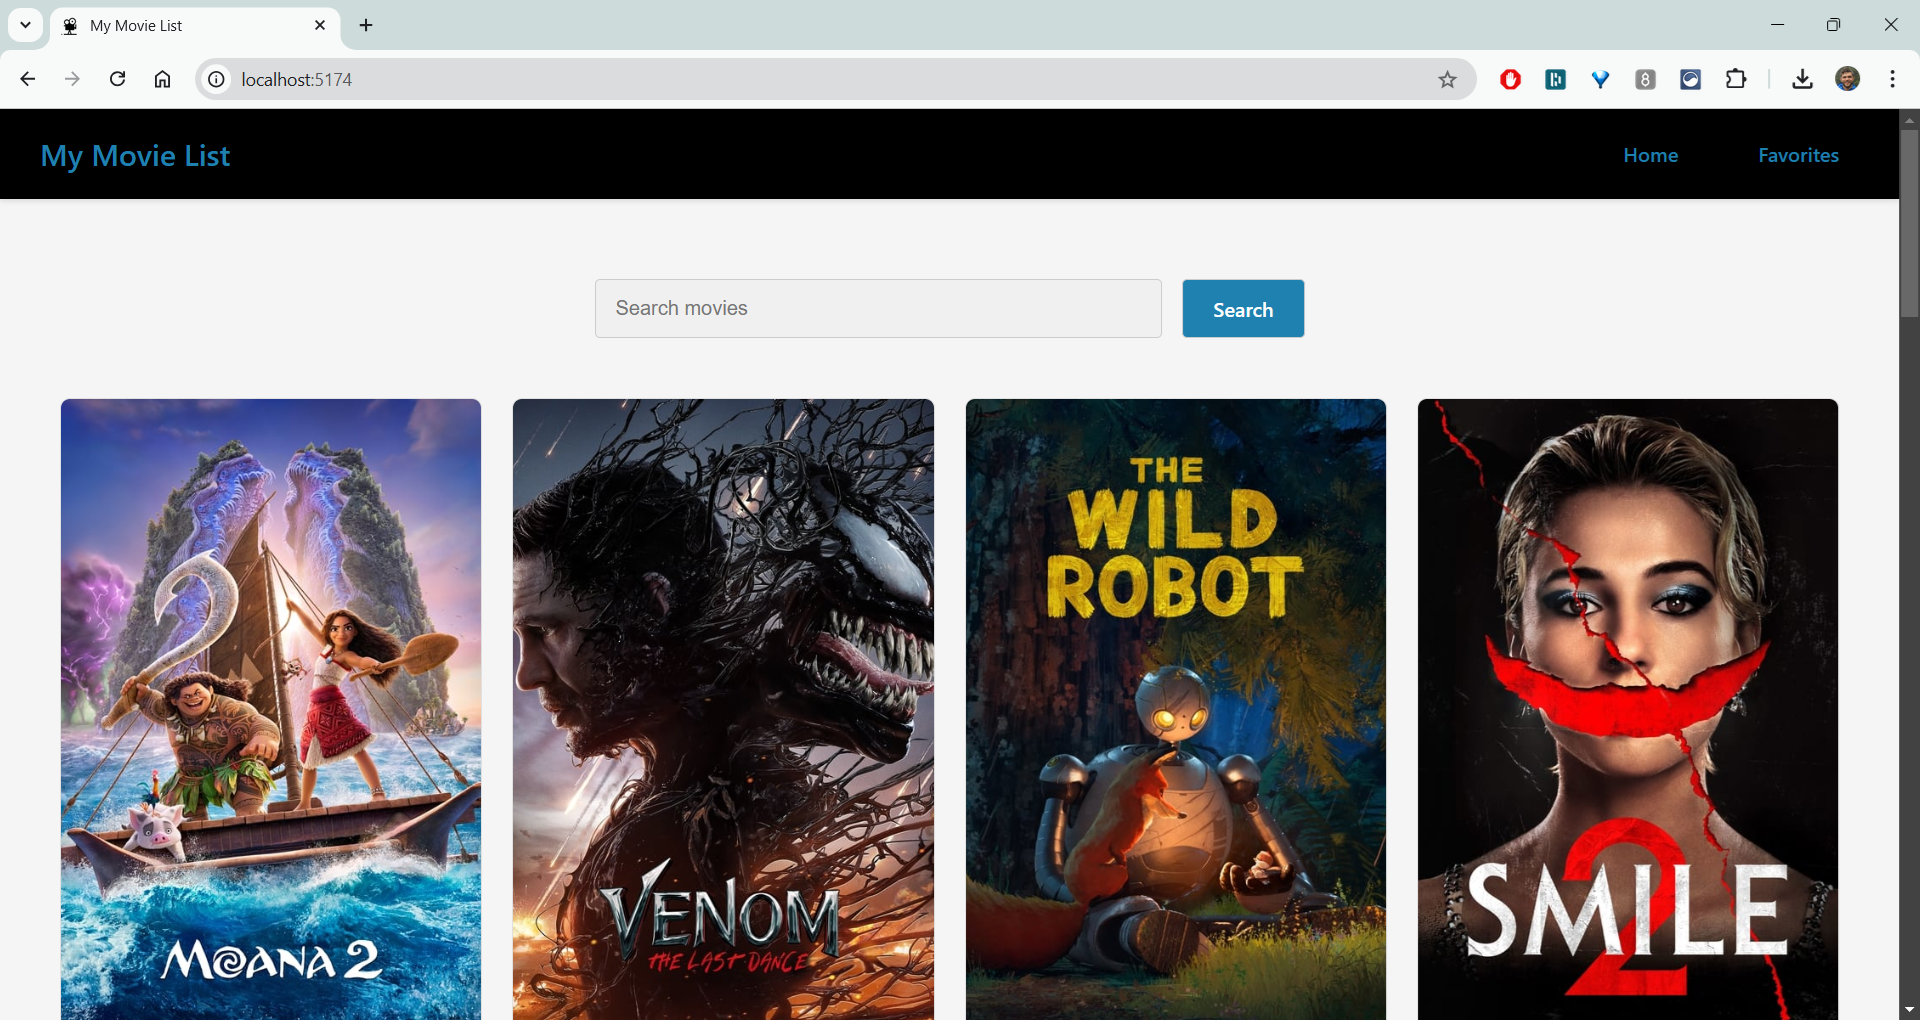 My Movie List
localhost:5174
8
My Movie List
Home
Favorites
Search movies
Search
MOANA 2
VENOM
THE LAST DANCE
THE
WILD
ROBOT
SMILE
2